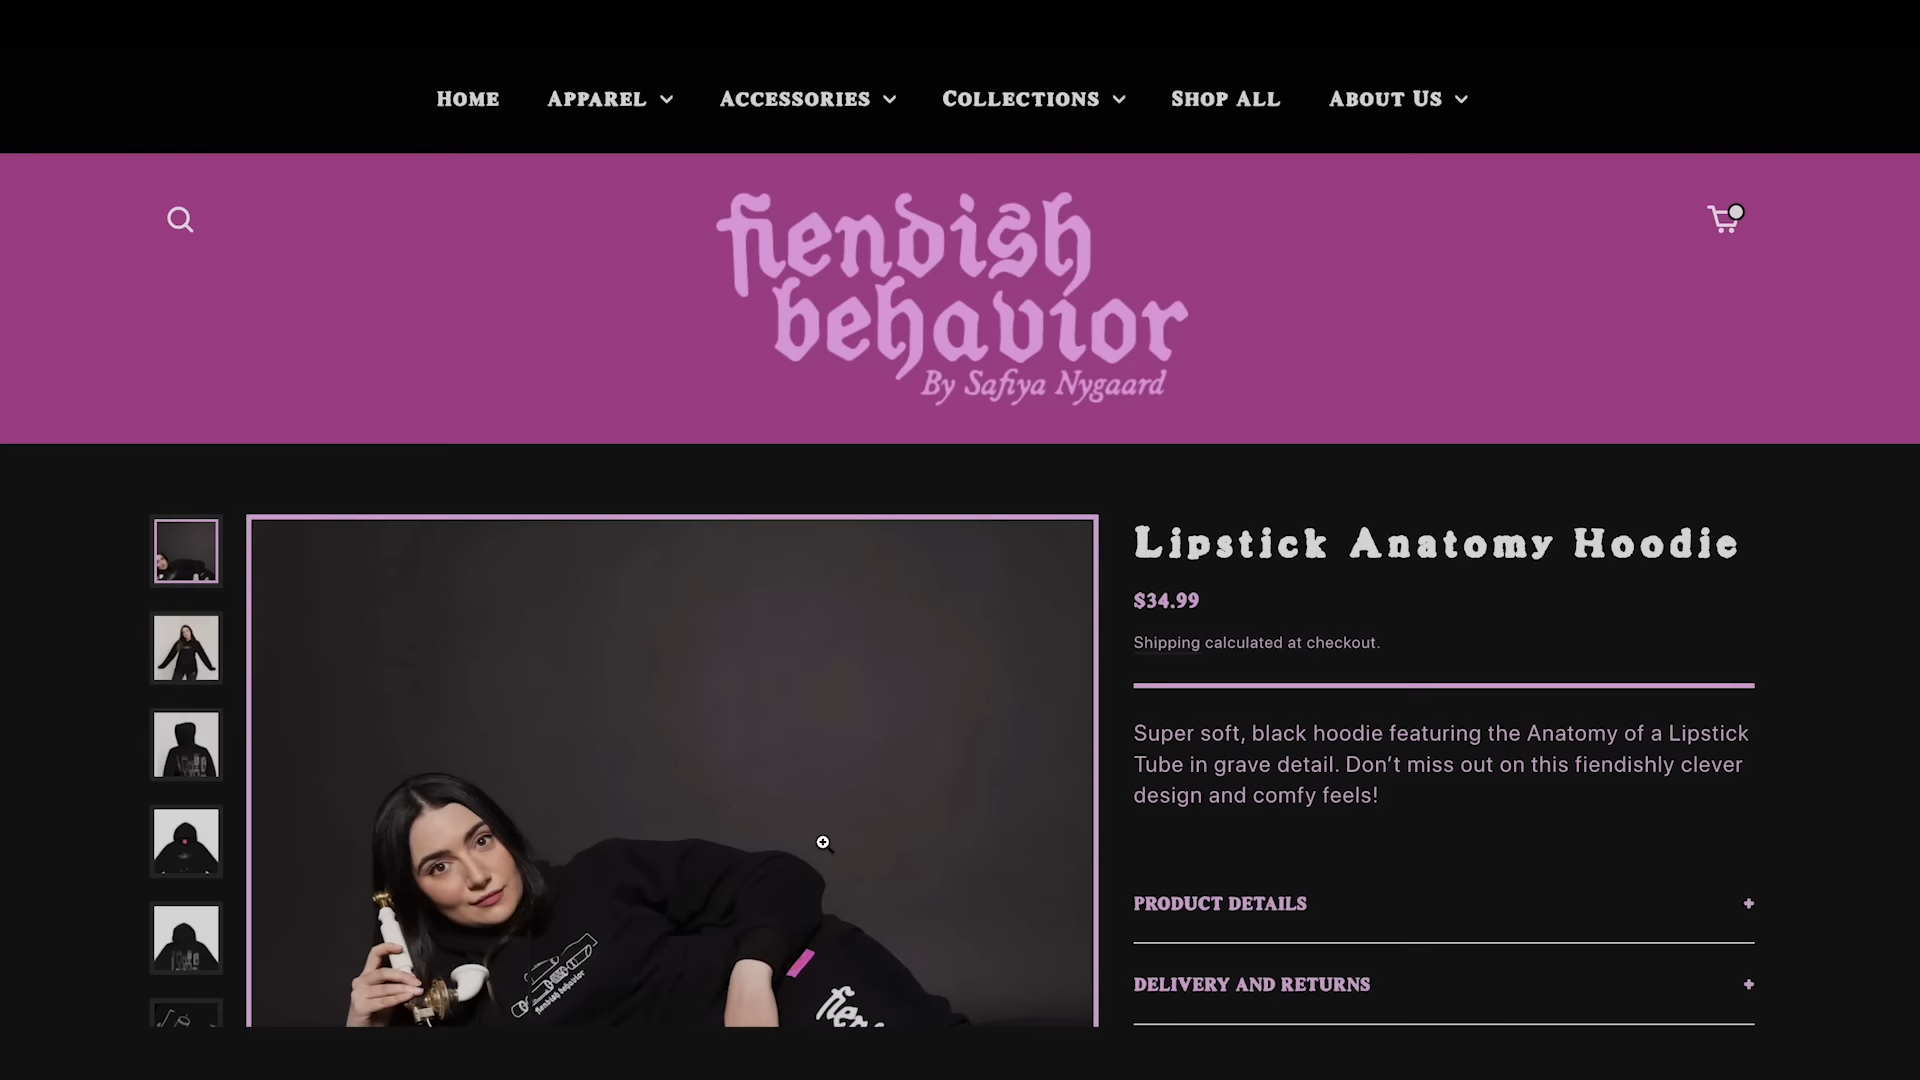 Home
Apparel
Accessories
Collections
Shop All
About Us
fiendish
behavior
By Safiya Nygaard
Lipstick Anatomy Hoodie
$34.99
Shipping calculated at checkout.
Super soft, black hoodie featuring the Anatomy of a Lipstick
Tube in grave detail. Don’t miss out on this fiendishly clever
design and comfy feels!
PRODUCT DETAILS
+
DELIVERY AND RETURNS
+
fiendish behavior